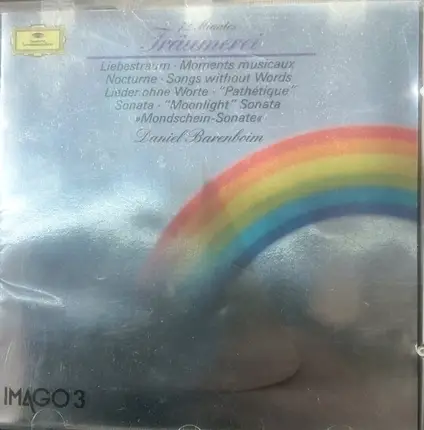 Träumerei
Liebestraum · Moments musicaux
Nocturne · Songs without Words
Lieder ohne Worte · "Pathétique"
Sonata · "Moonlight" Sonata
»Mondschein-Sonate«
Daniel Barenboim
IMAGO 3